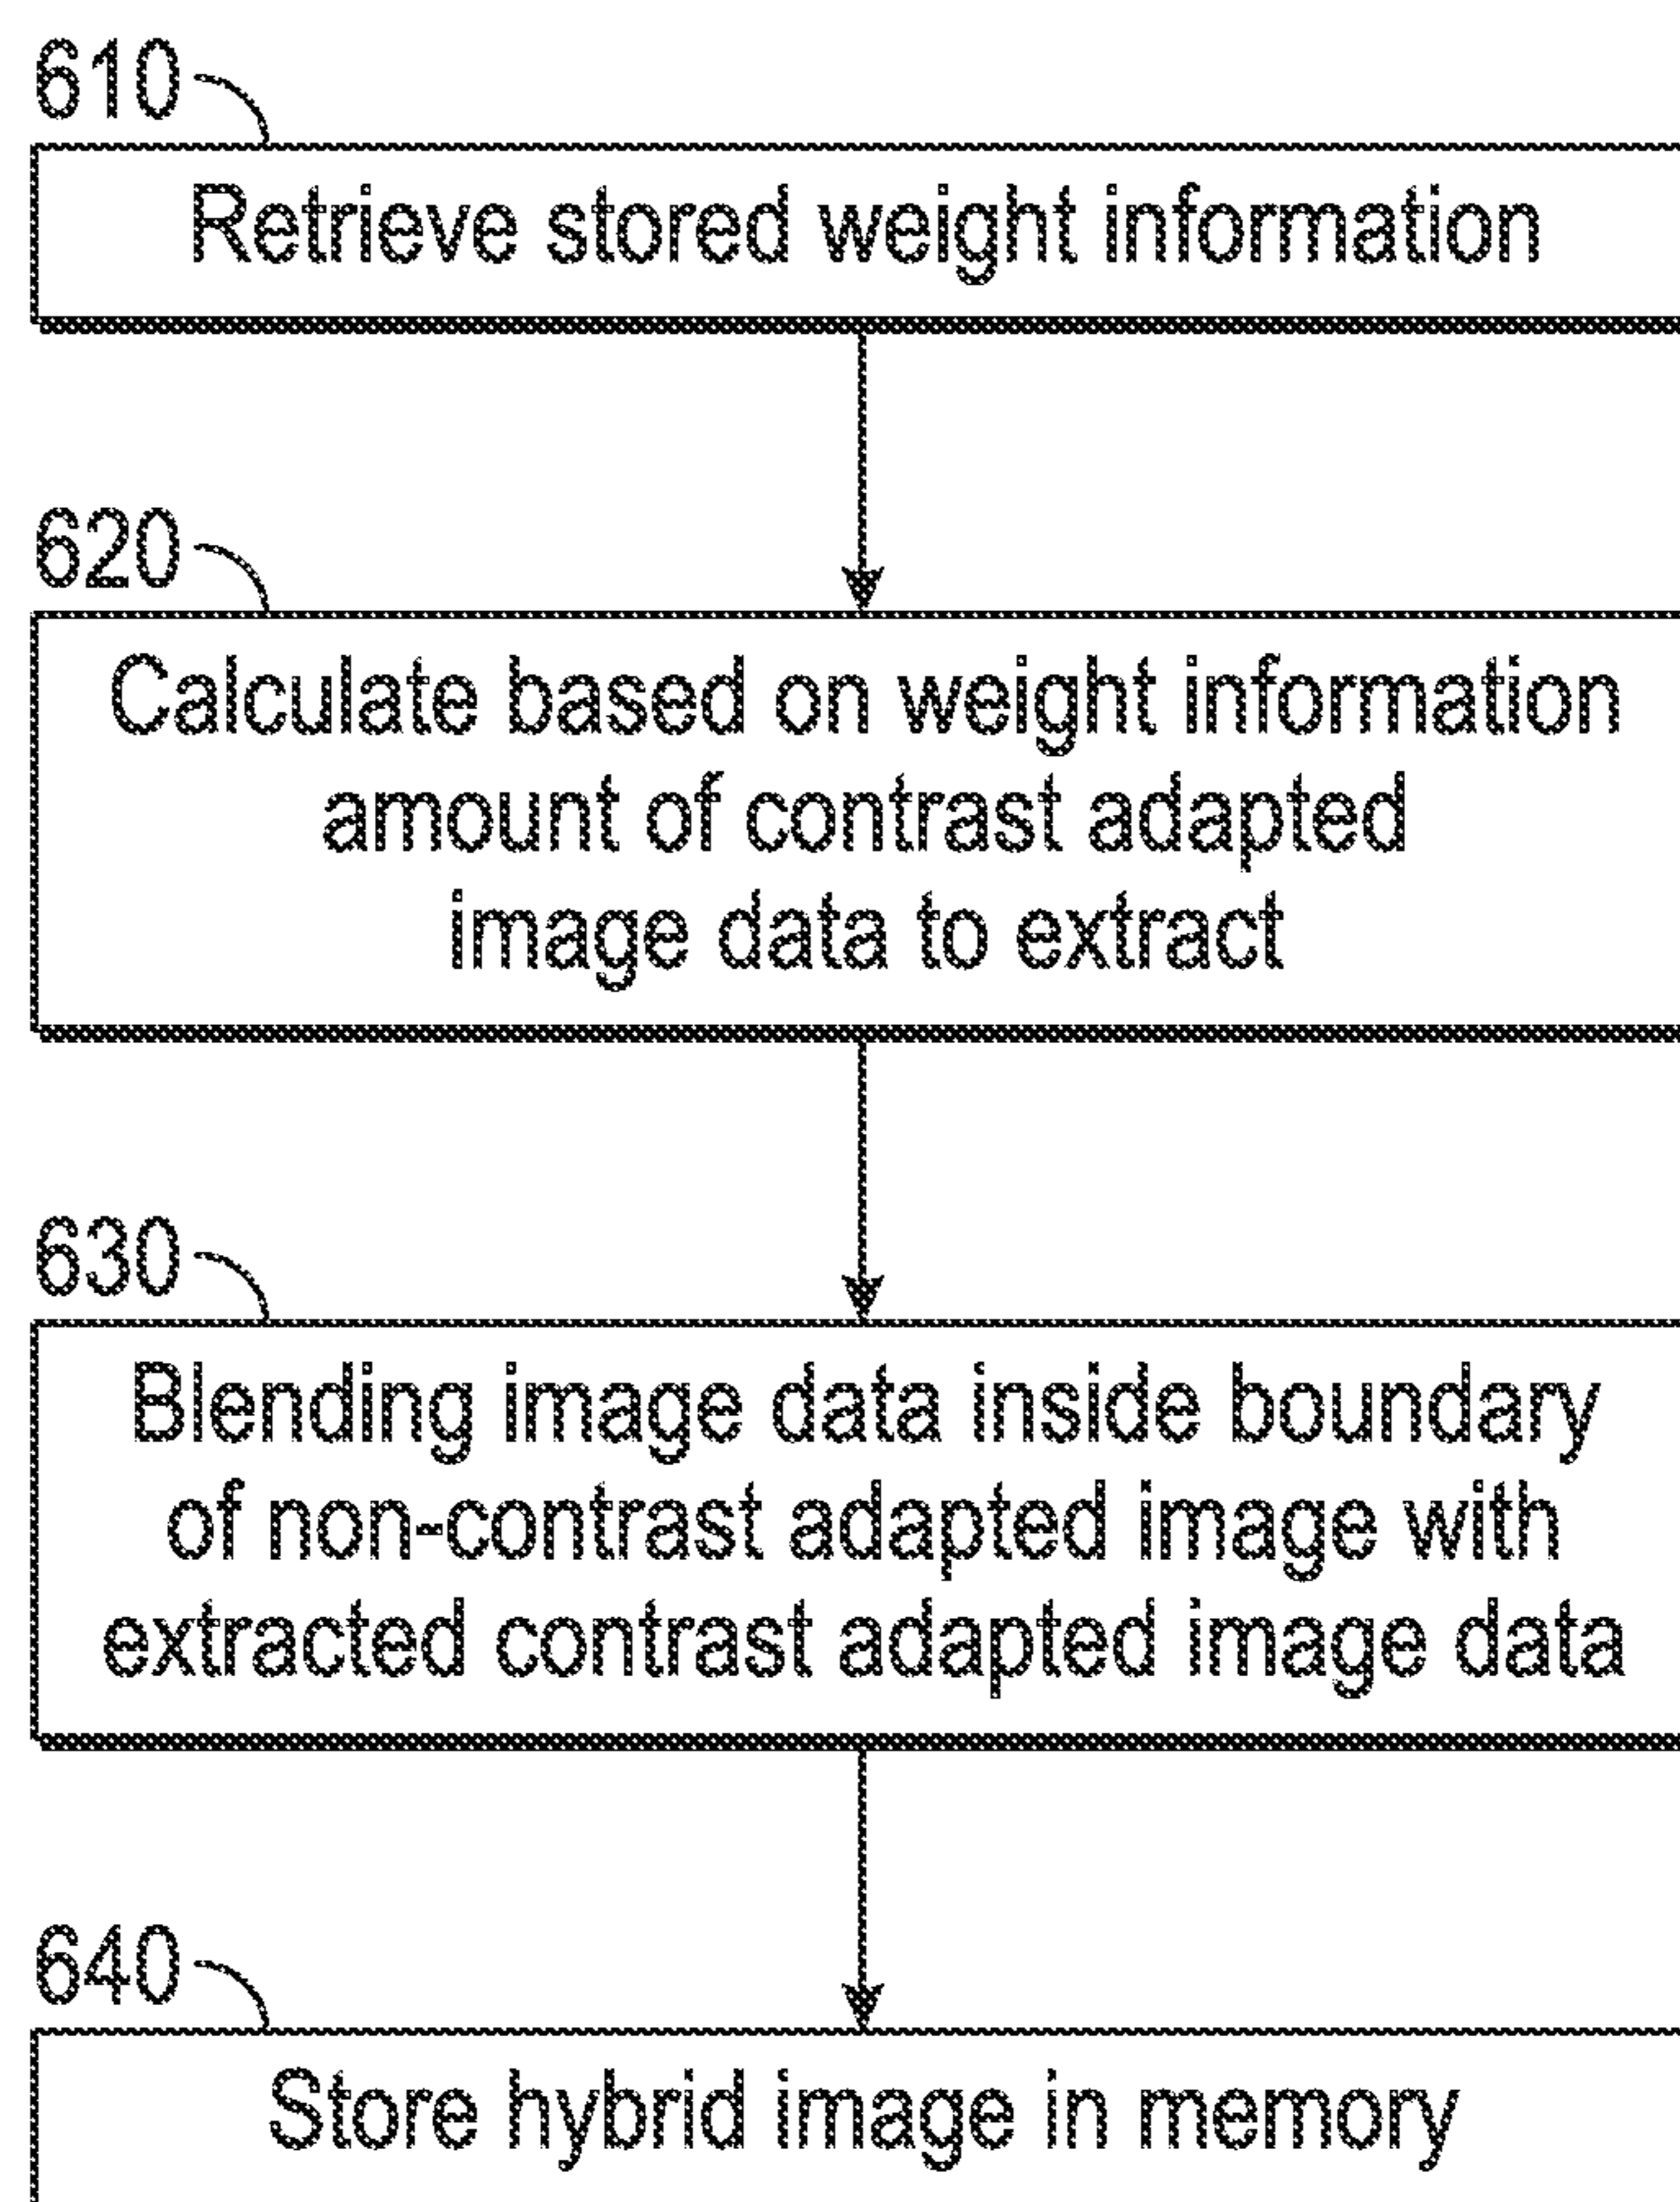 610
Retrieve stored weight information
620
Calculate based on weight information
amount of contrast adapted
image data to extract
630
Blending image data inside boundary
of non-contrast adapted image with
extracted contrast adapted image data
640
Store hybrid image in memory